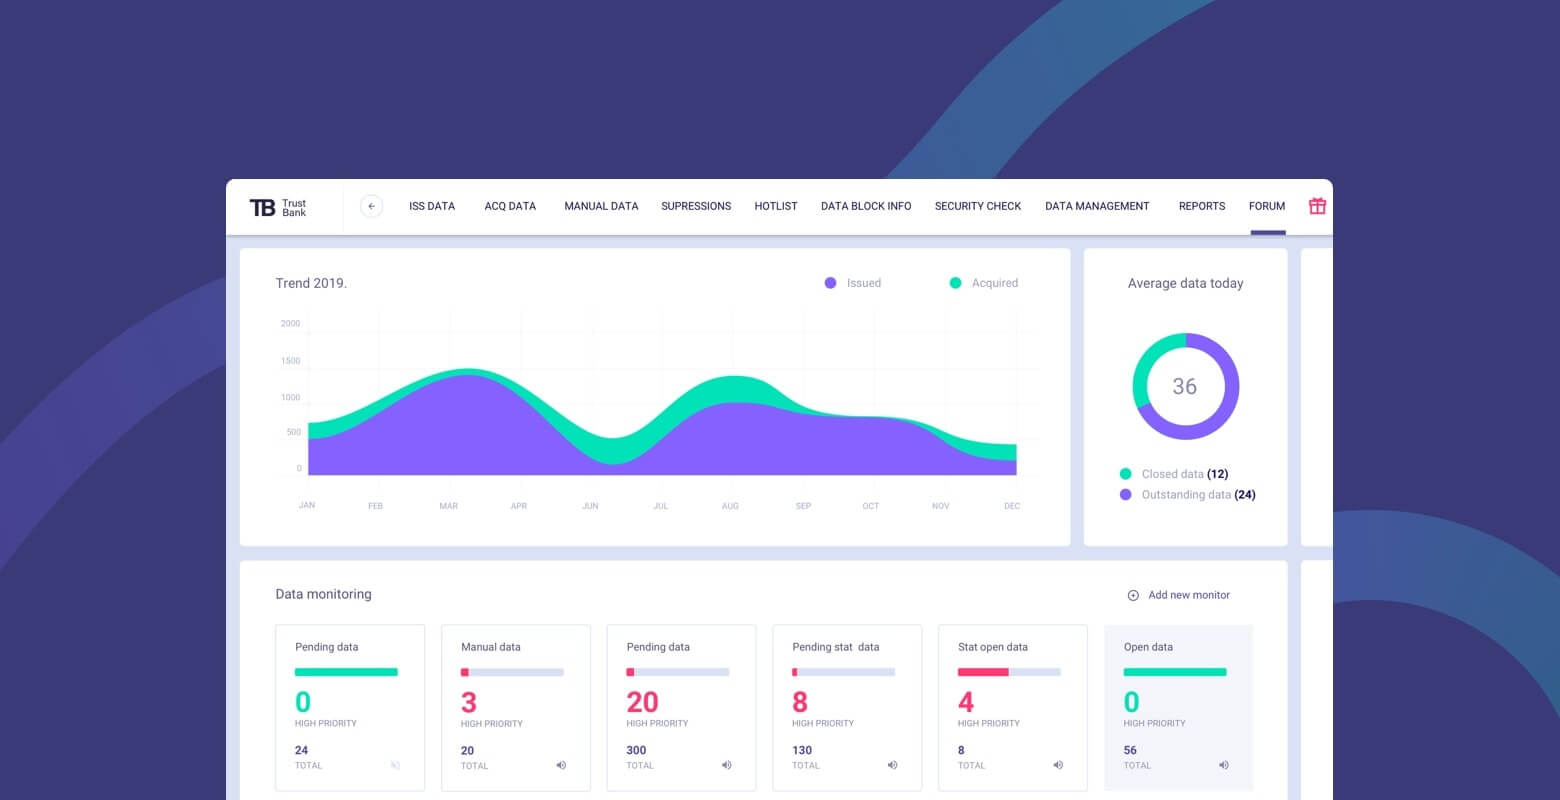 TB Trust Bank
ISS DATA ACQ DATA MANUAL DATA SUPRESSIONS HOTLIST DATA BLOCK INFO SECURITY CHECK DATA MANAGEMENT REPORTS FORUM
Trend 2019.
Issued Acquired
2000
1500
1000
500
0
JAN FEB MAR APR JUN JUL AUG SEP OCT NOV DEC
Average data today
36
Closed data (12)
Outstanding data (24)
Data monitoring
Add new monitor
Pending data
0
HIGH PRIORITY
24
TOTAL
Manual data
3
HIGH PRIORITY
20
TOTAL
Pending data
20
HIGH PRIORITY
300
TOTAL
Pending stat data
8
HIGH PRIORITY
130
TOTAL
Stat open data
4
HIGH PRIORITY
8
TOTAL
Open data
0
HIGH PRIORITY
56
TOTAL